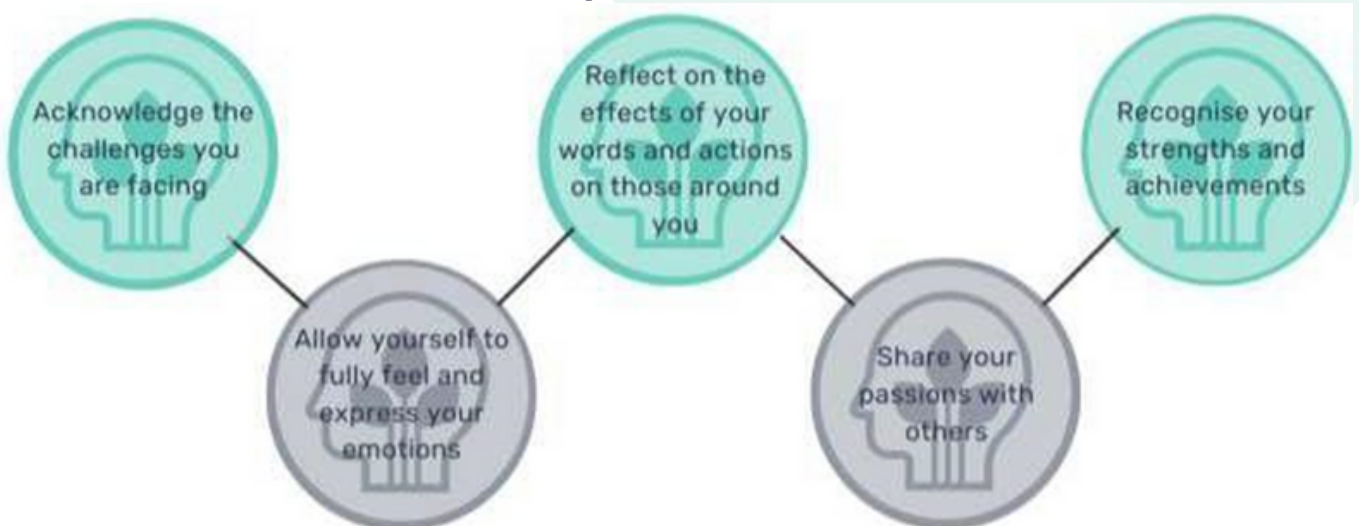 Acknowledge the
challenges you
are facing
Allow yourself to
fully feel and
express your
emotions
Reflect on the
effects of your
words and actions
on those around
you
Share your
passions with
others
Recognise your
strengths and
achievements